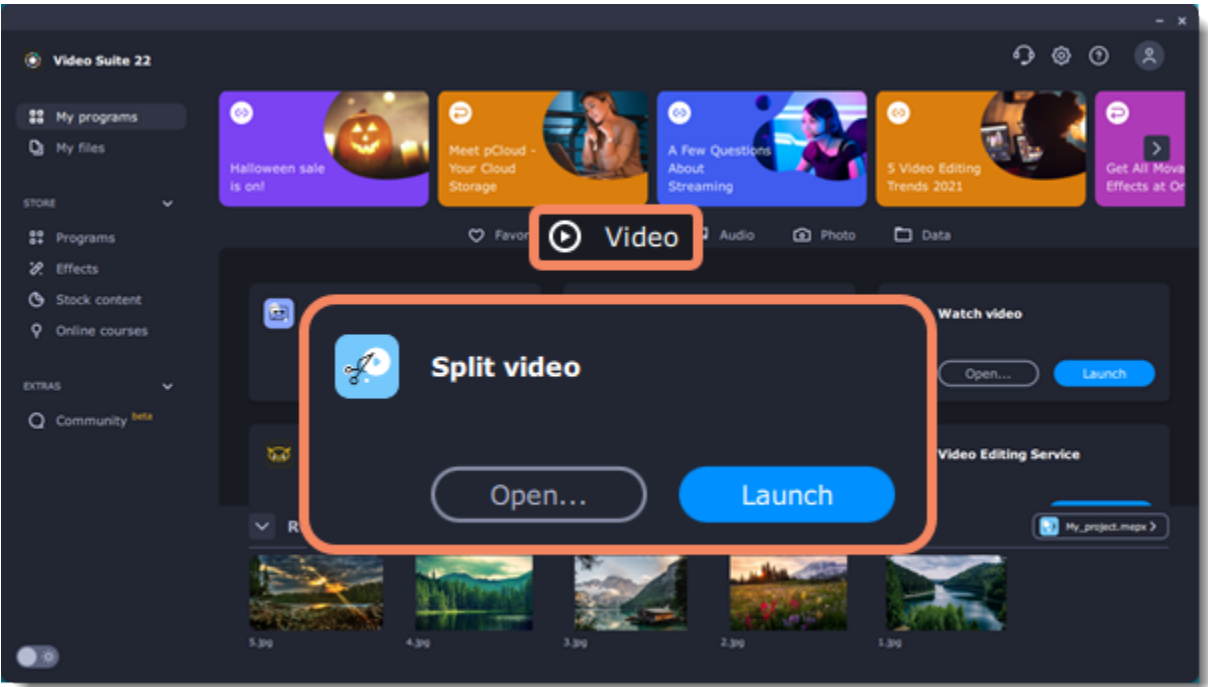 Video Suite 22
My programs
My files
STORE
Programs
Effects
Stock content
Online courses
EXTRAS
Community beta
Halloween sale
is on!
Meet pCloud -
Your Cloud
Storage
A Few Questions
About
Streaming
5 Video Editing
Trends 2021
Get All Mova
Effects at Or
Favor
Video
Audio
Photo
Data
Split video
Open...
Launch
Watch video
Open...
Launch
Video Editing Service
R
My_project.mepx
5.jpg
4.jpg
3.jpg
2.jpg
1.jpg